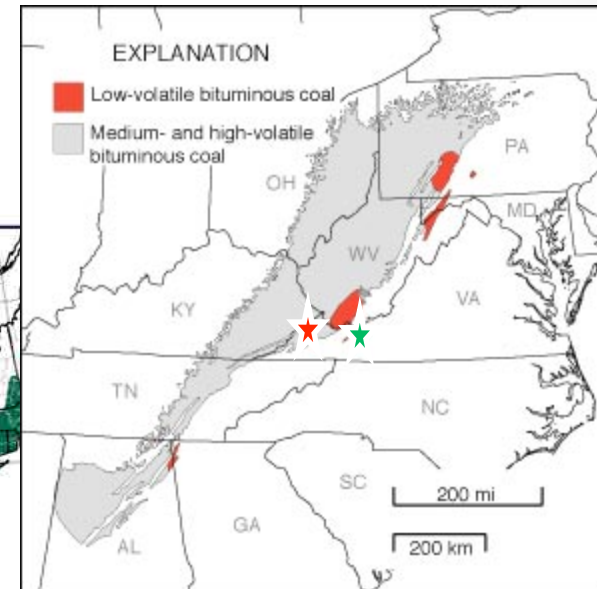 EXPLANATION
Low-volatile bituminous coal
Medium- and high-volatile
bituminous coal
PA
OH
MD
WV
VA
KY
TN
NC
SC
200 mi
GA
AL
200 km